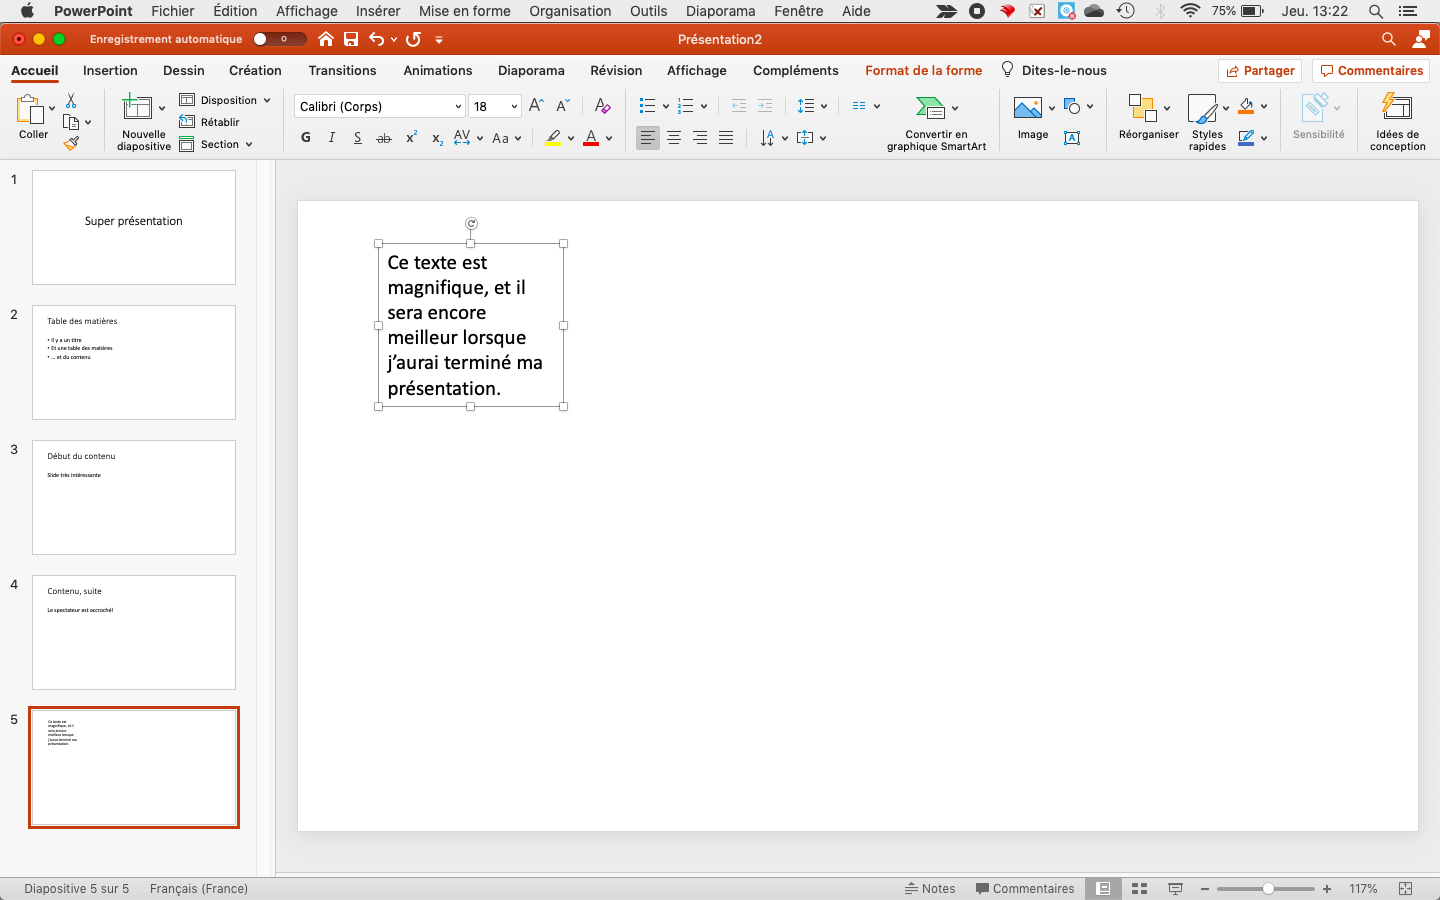 PowerPoint Fichier Édition Affichage Insérer Mise en forme Organisation Outils Diaporama Fenêtre Aide 75% Jeu. 13:22
Enregistrement automatique Présentation2
Accueil Insertion Dessin Création Transitions Animations Diaporama Révision Affichage Compléments Format de la forme Dites-le-nous Partager Commentaires
Coller
Nouvelle
diapositive
Disposition
Rétablir
Section
Calibri (Corps) 18
G I S ab x² x₂ AV Aa A
Convertir en
graphique SmartArt
Image
Réorganiser
Styles
rapides
Sensibilité
Idées de
conception
1
Super présentation
2
Table des matières
• Il y a un titre
• Et une table des matières
• ... et du contenu
3
Début du contenu
Slide très intéressante
4
Contenu, suite
Le spectateur est accroché!
5
Ce texte est
magnifique, et il
sera encore
meilleur lorsque
j'aurai terminé ma
présentation.
Ce texte est
magnifique, et il
sera encore
meilleur lorsque
j’aurai terminé ma
présentation.
Diapositive 5 sur 5 Français (France) Notes Commentaires 117%